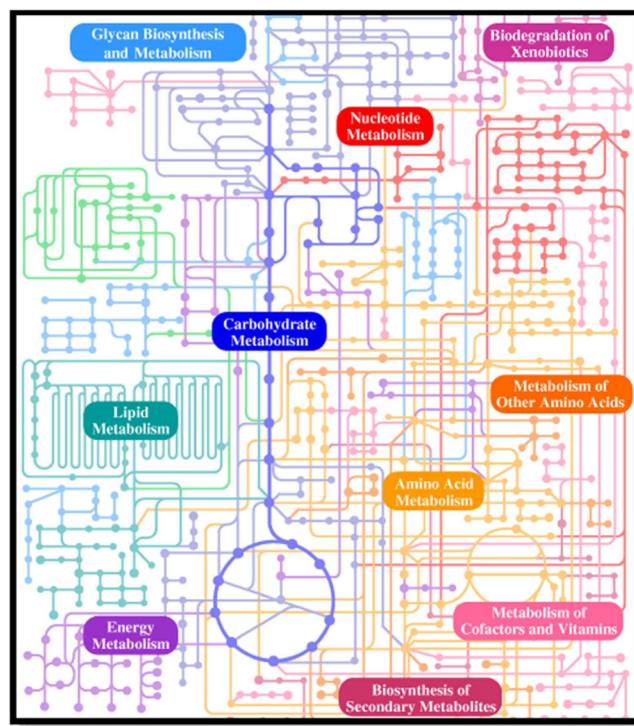 Glycan Biosynthesis
and Metabolism
Biodegradation of
Xenobiotics
Nucleotide
Metabolism
Carbohydrate
Metabolism
Metabolism of
Other Amino Acids
Lipid
Metabolism
Amino Acid
Metabolism
Metabolism of
Cofactors and Vitamins
Energy
Metabolism
Biosynthesis of
Secondary Metabolites